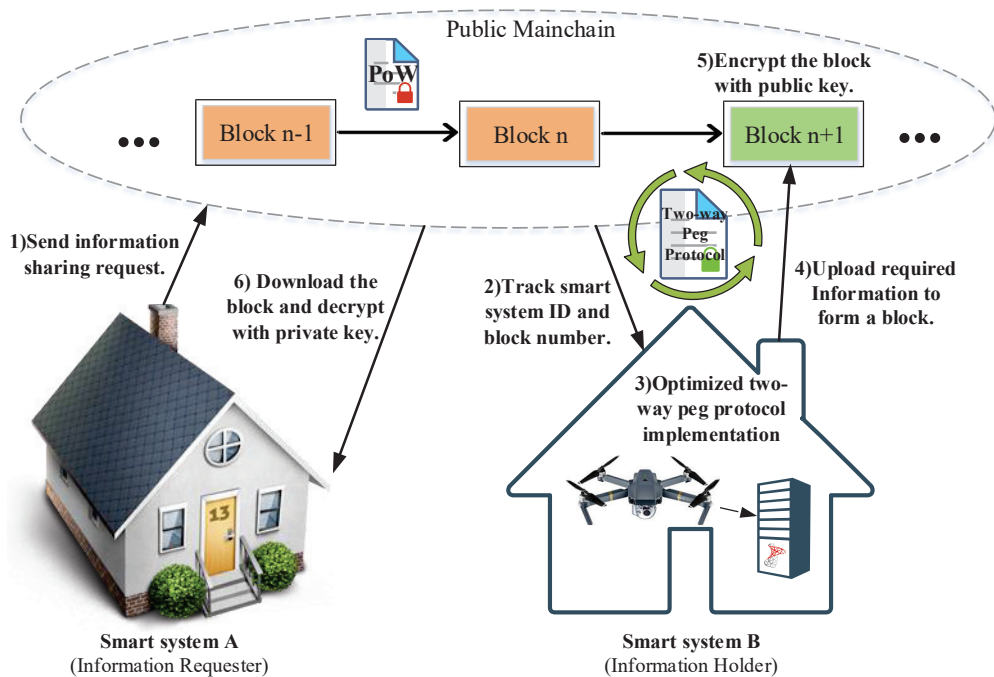 Public Mainchain
PoW
5)Encrypt the block
with public key.
Block n-1
Block n
Block n+1
1)Send information
sharing request.
Two-way
Peg
Protocol
6) Download the
block and decrypt
with private key.
2)Track smart
system ID and
block number.
4)Upload required
Information to
form a block.
3)Optimized two-
way peg protocol
implementation
13
Smart system A
(Information Requester)
Smart system B
(Information Holder)